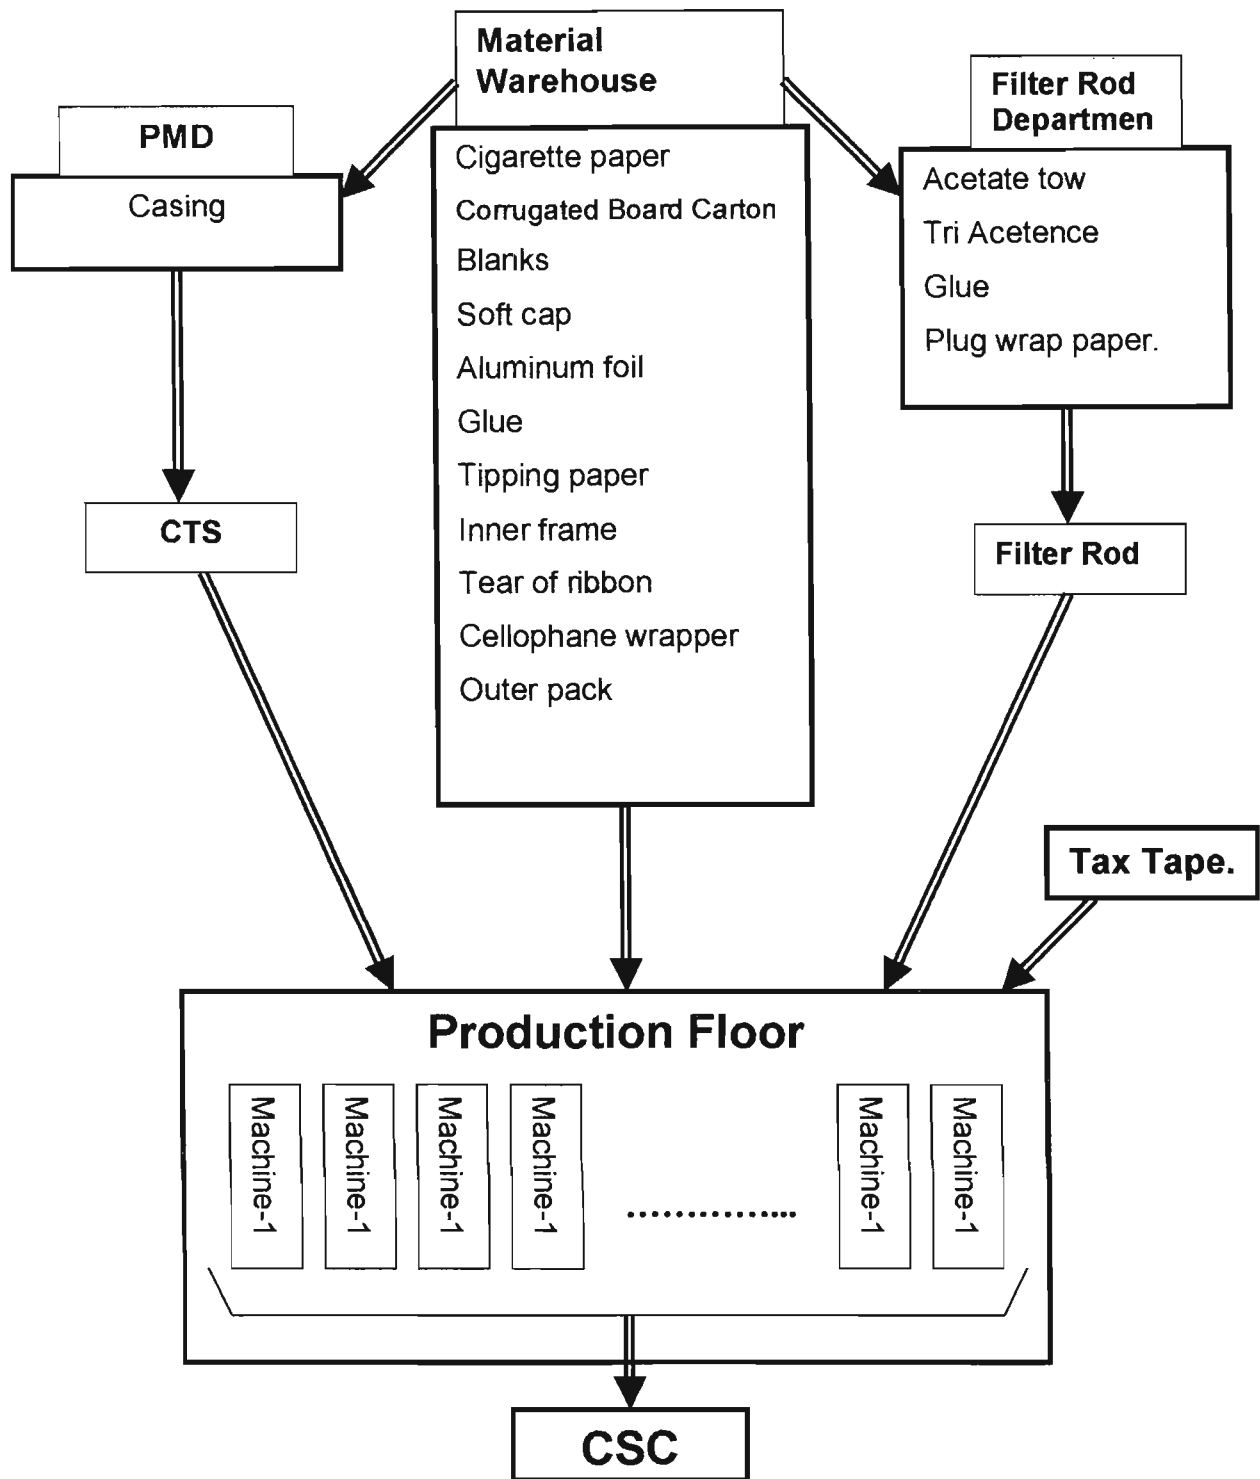 Material
Warehouse
PMD
Casing
Cigarette paper
Corrugated Board Carton
Blanks
Soft cap
Aluminum foil
Glue
Tipping paper
Inner frame
Tear of ribbon
Cellophane wrapper
Outer pack
Filter Rod
Departmen
Acetate tow
Tri Acetence
Glue
Plug wrap paper.
CTS
Filter Rod
Tax Tape.
Production Floor
Machine-1
Machine-1
Machine-1
Machine-1
Machine-1
Machine-1
CSC